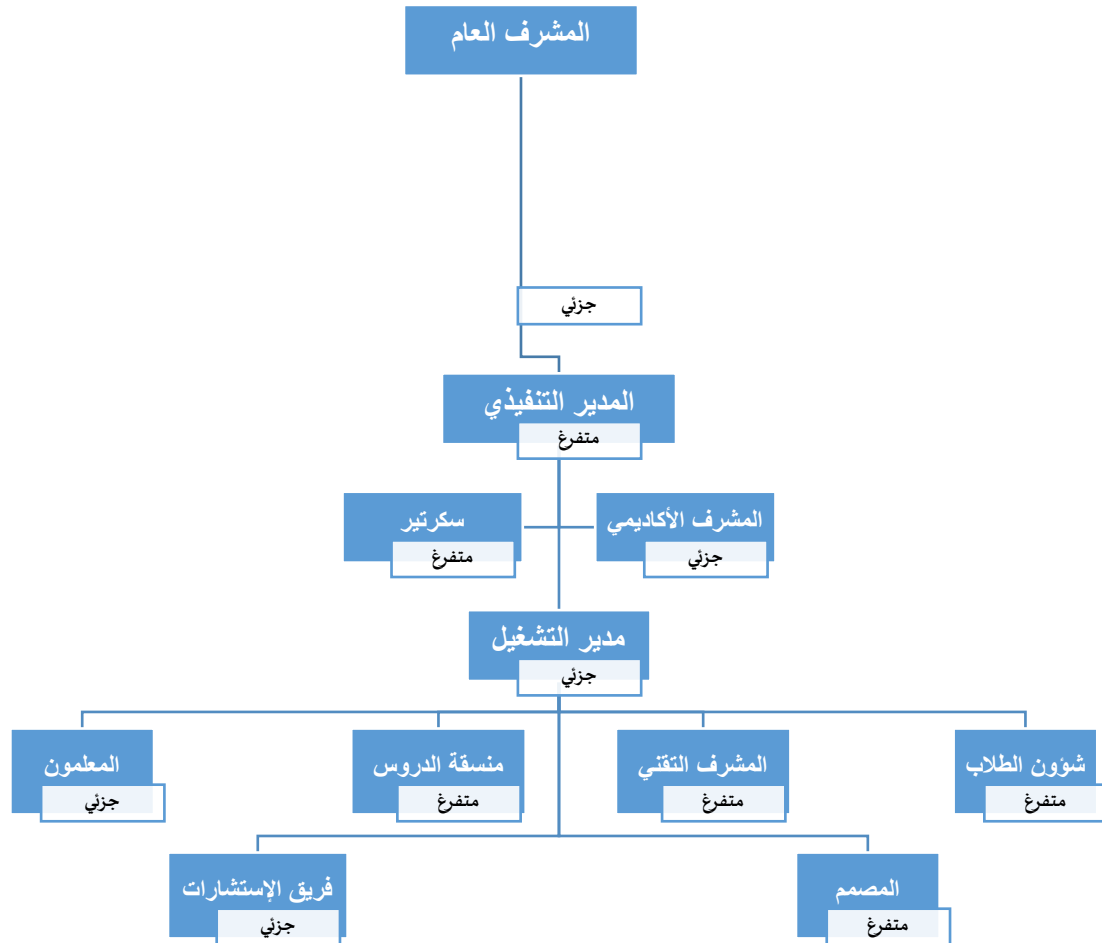 المشرف العام
جزئي
المدير التنفيذي
متفرغ
المشرف الأكاديمي
جزئي
سكرتير
متفرغ
مدير التشغيل
جزئي
شؤون الطلاب
متفرغ
المشرف التقني
متفرغ
منسقة الدروس
متفرغ
المعلمون
جزئي
المصمم
متفرغ
فريق الإستشارات
جزئي